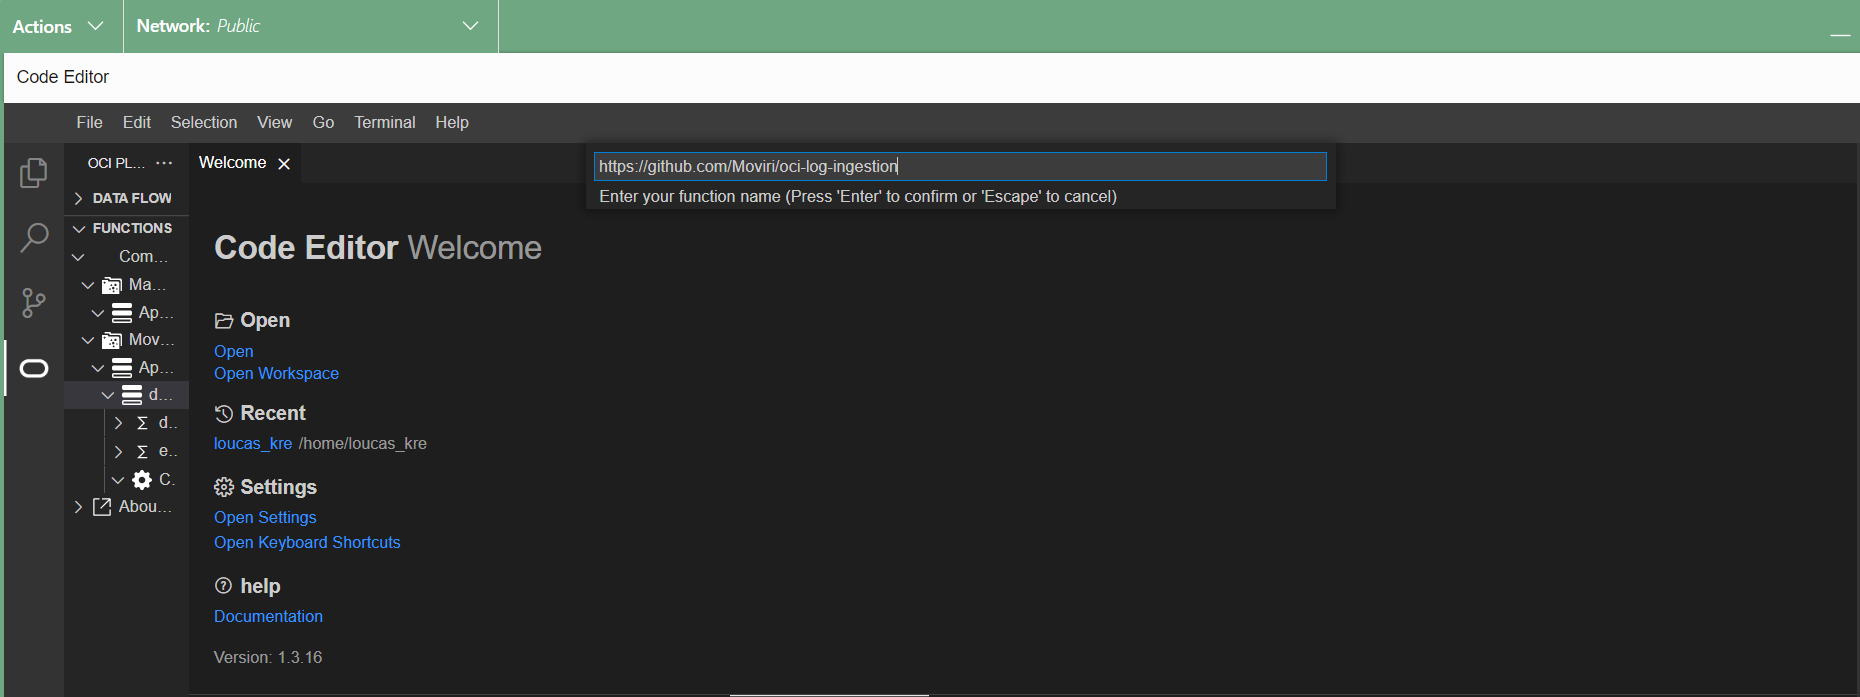 Actions
Network: Public
Code Editor
File Edit Selection View Go Terminal Help
OCI PL...
Welcome
https://github.com/Moviri/oci-log-ingestion
Enter your function name (Press 'Enter' to confirm or 'Escape' to cancel)
DATA FLOW
FUNCTIONS
Com...
Ma...
Ap...
Mov...
Ap...
d...
d..
e..
C.
Abou...
Code Editor Welcome
Open
Open
Open Workspace
Recent
loucas_kre /home/loucas_kre
Settings
Open Settings
Open Keyboard Shortcuts
help
Documentation
Version: 1.3.16